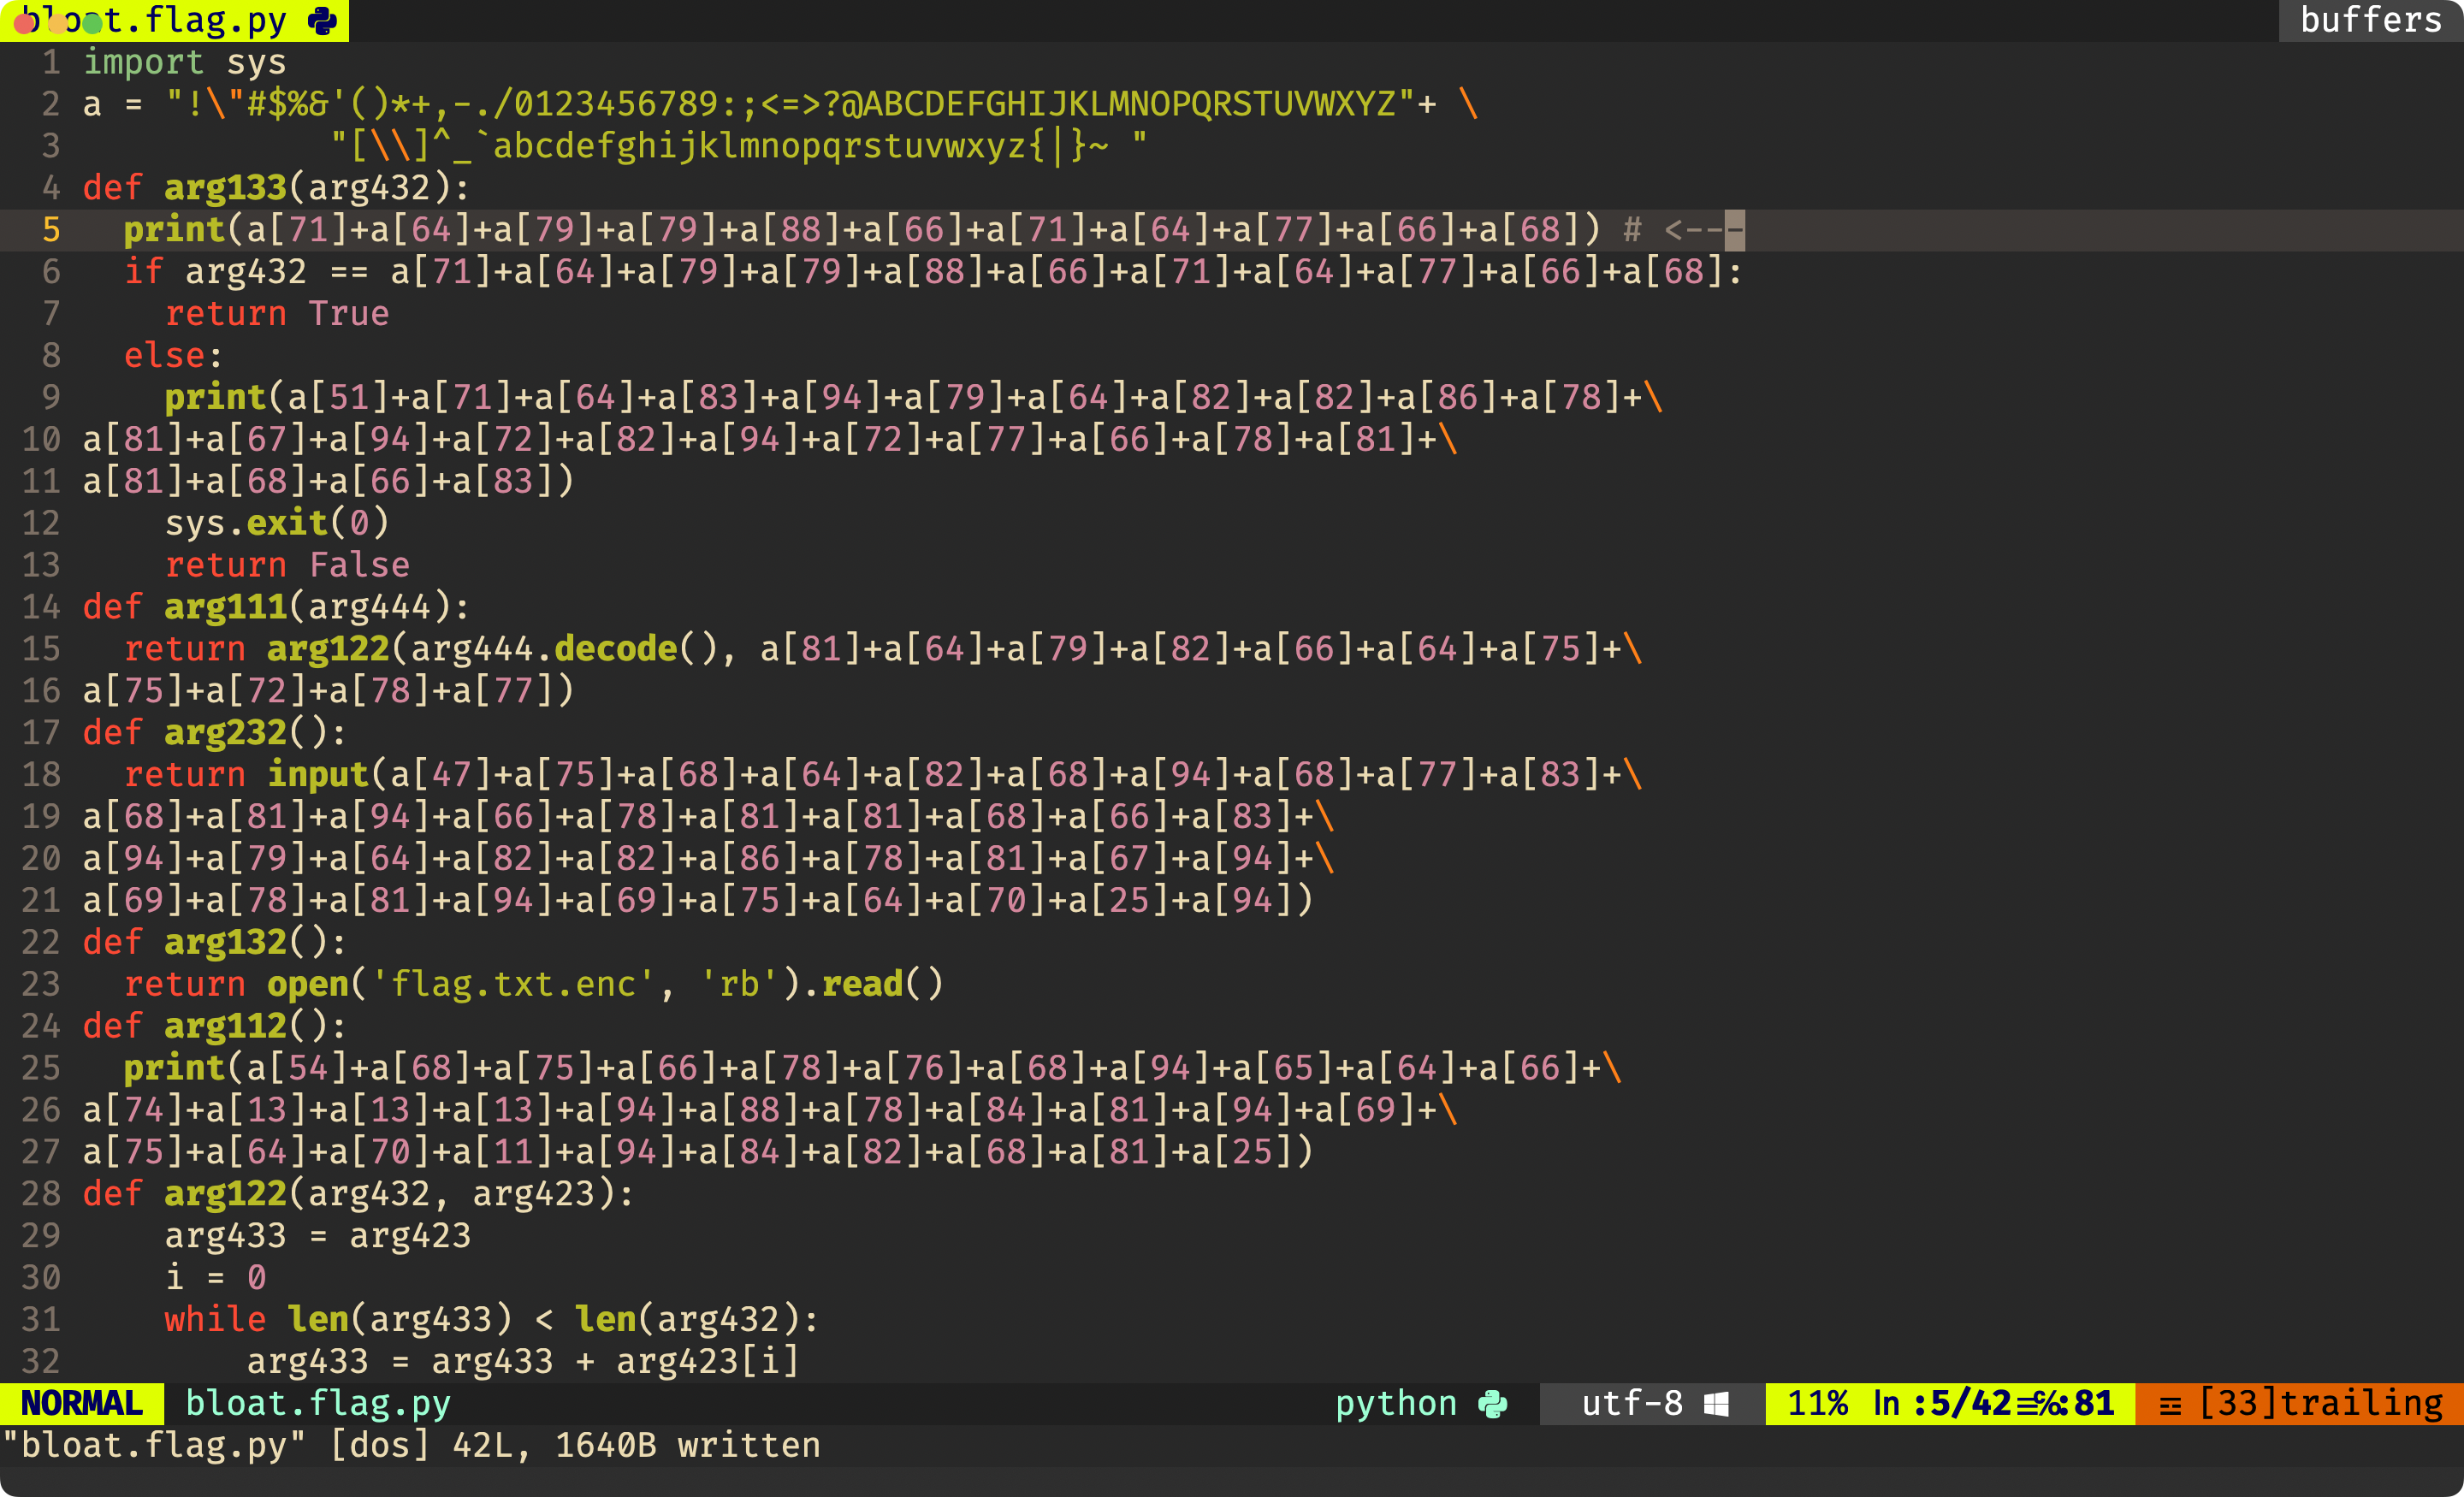 bloat.flag.py buffers
1 import sys
2 a = "!\"#$%&'()*+,-./0123456789:;<=>?@ABCDEFGHIJKLMNOPQRSTUVWXYZ"+ \
3             "[\\]^_`abcdefghijklmnopqrstuvwxyz{|}~ "
4 def arg133(arg432):
5   print(a[71]+a[64]+a[79]+a[79]+a[88]+a[66]+a[71]+a[64]+a[77]+a[66]+a[68]) # <---
6   if arg432 == a[71]+a[64]+a[79]+a[79]+a[88]+a[66]+a[71]+a[64]+a[77]+a[66]+a[68]:
7     return True
8   else:
9     print(a[51]+a[71]+a[64]+a[83]+a[94]+a[79]+a[64]+a[82]+a[82]+a[86]+a[78]+\
10 a[81]+a[67]+a[94]+a[72]+a[82]+a[94]+a[72]+a[77]+a[66]+a[78]+a[81]+\
11 a[81]+a[68]+a[66]+a[83])
12     sys.exit(0)
13     return False
14 def arg111(arg444):
15   return arg122(arg444.decode(), a[81]+a[64]+a[79]+a[82]+a[66]+a[64]+a[75]+\
16 a[75]+a[72]+a[78]+a[77])
17 def arg232():
18   return input(a[47]+a[75]+a[68]+a[64]+a[82]+a[68]+a[94]+a[68]+a[77]+a[83]+\
19 a[68]+a[81]+a[94]+a[66]+a[78]+a[81]+a[81]+a[68]+a[66]+a[83]+\
20 a[94]+a[79]+a[64]+a[82]+a[82]+a[86]+a[78]+a[81]+a[67]+a[94]+\
21 a[69]+a[78]+a[81]+a[94]+a[69]+a[75]+a[64]+a[70]+a[25]+a[94])
22 def arg132():
23   return open('flag.txt.enc', 'rb').read()
24 def arg112():
25   print(a[54]+a[68]+a[75]+a[66]+a[78]+a[76]+a[68]+a[94]+a[65]+a[64]+a[66]+\
26 a[74]+a[13]+a[13]+a[13]+a[94]+a[88]+a[78]+a[84]+a[81]+a[94]+a[69]+\
27 a[75]+a[64]+a[70]+a[11]+a[94]+a[84]+a[82]+a[68]+a[81]+a[25])
28 def arg122(arg432, arg423):
29     arg433 = arg423
30     i = 0
31     while len(arg433) < len(arg432):
32         arg433 = arg433 + arg423[i]
NORMAL bloat.flag.py python utf-8 11% ln :5/42≡℅:81 ☲ [33]trailing
"bloat.flag.py" [dos] 42L, 1640B written